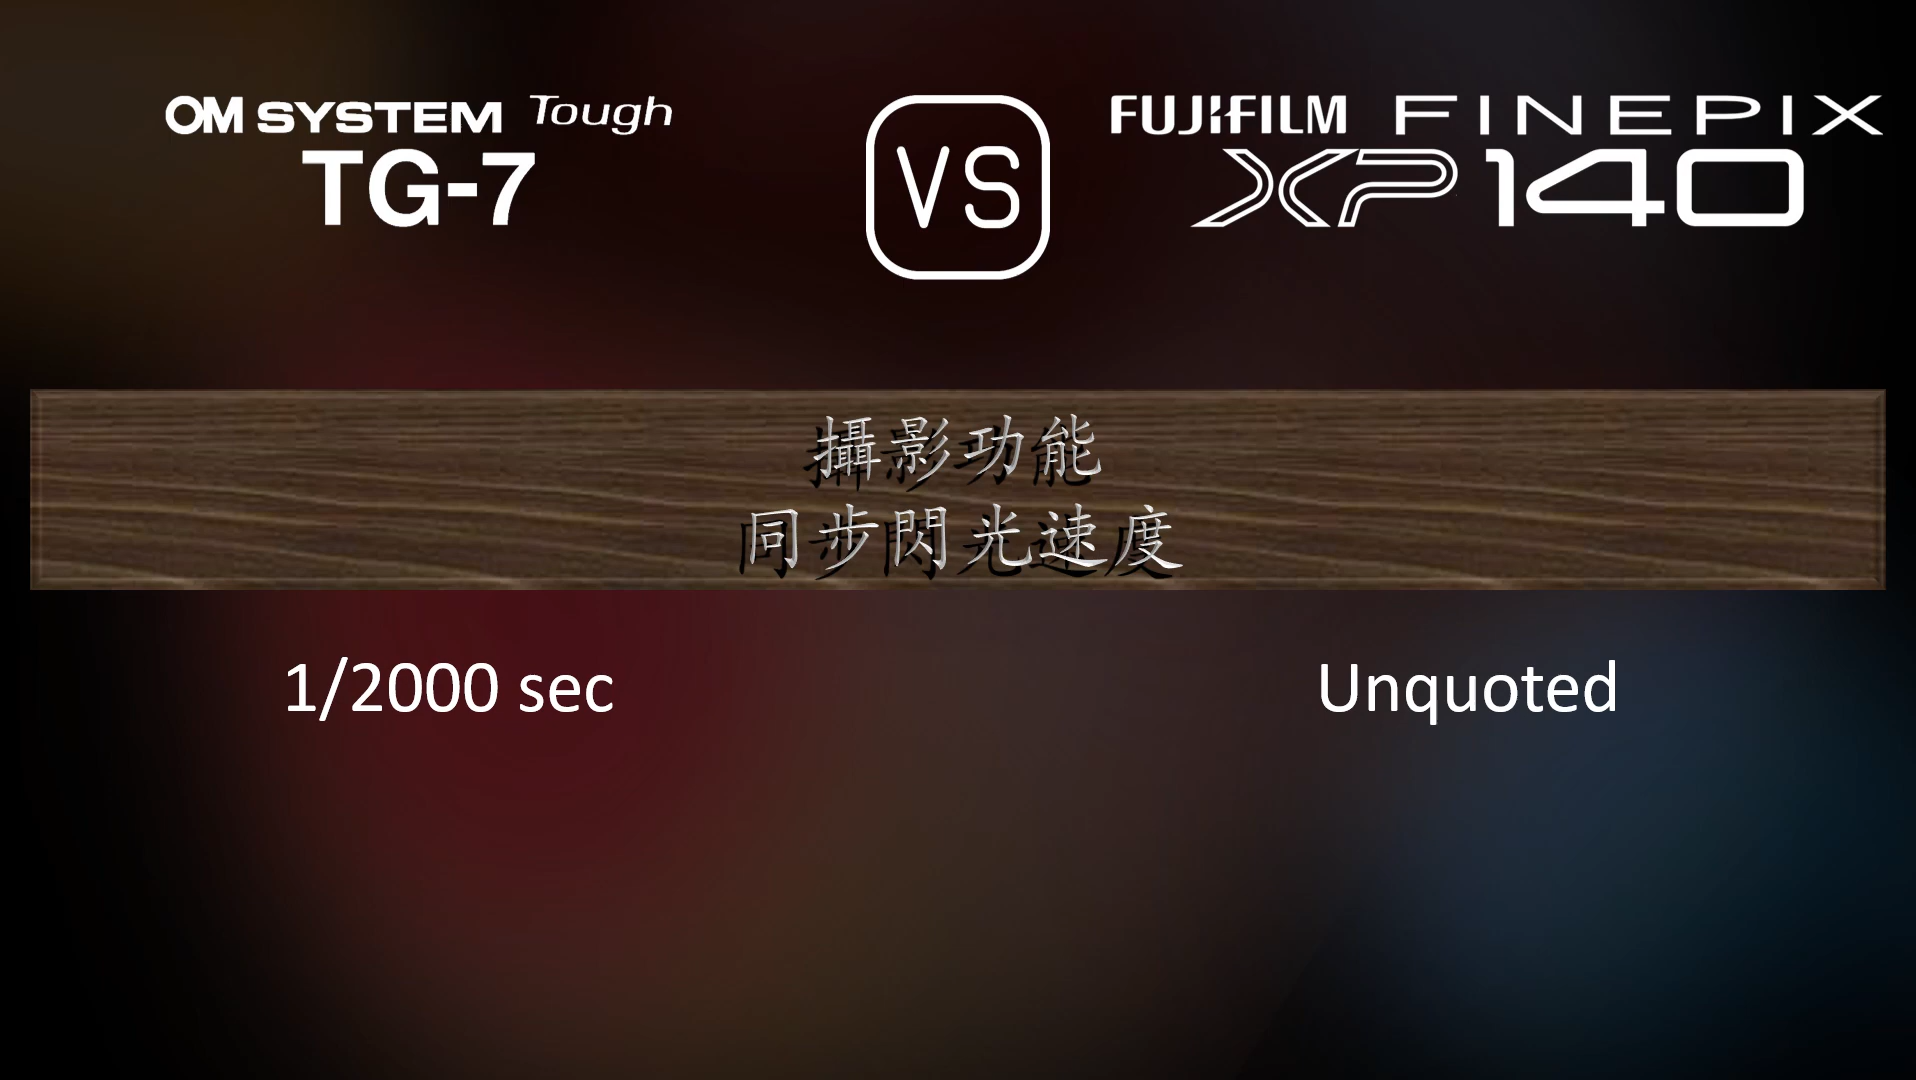 OM SYSTEM Tough
TG-7
VS
FUJIFILM FINEPIX
XP140
攝影功能
同步閃光速度
1/2000 sec
Unquoted